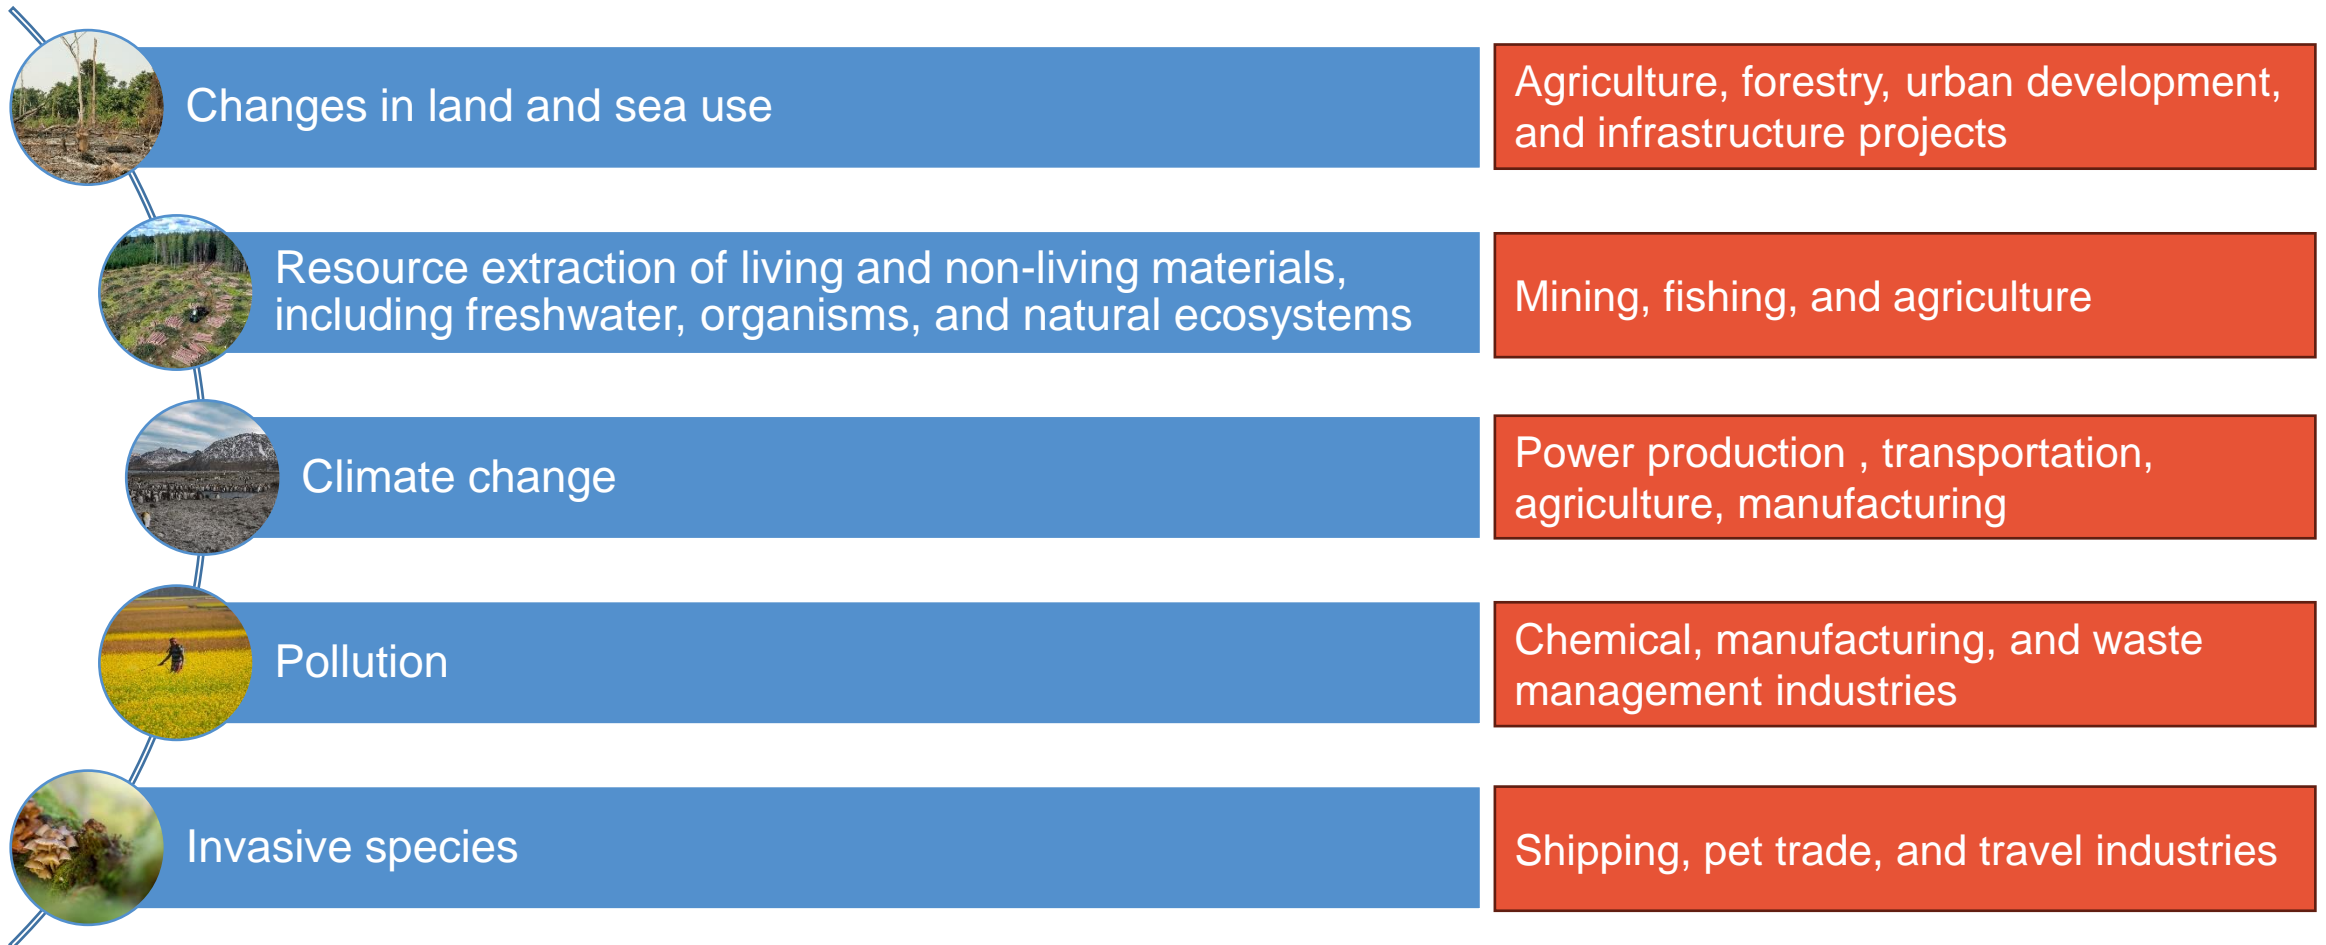 Changes in land and sea use
Agriculture, forestry, urban development,
and infrastructure projects
Resource extraction of living and non-living materials,
including freshwater, organisms, and natural ecosystems
Mining, fishing, and agriculture
Climate change
Power production , transportation,
agriculture, manufacturing
Pollution
Chemical, manufacturing, and waste
management industries
Invasive species
Shipping, pet trade, and travel industries